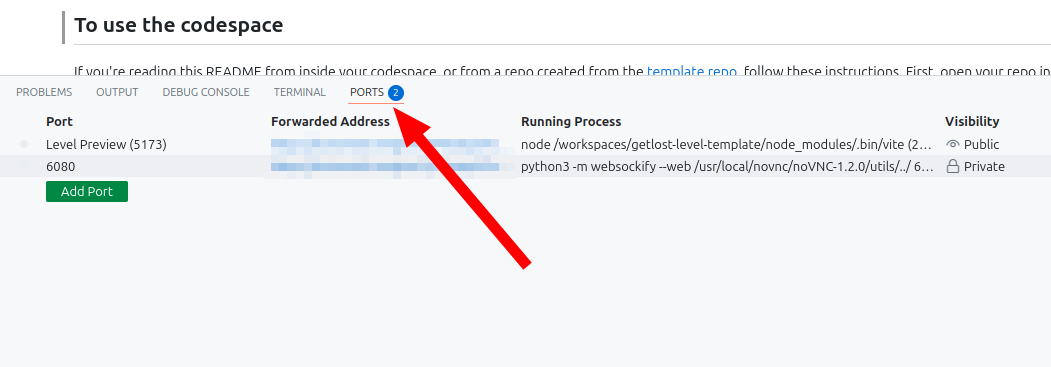 To use the codespace
If you're reading this README from inside your codespace, or from a repo created from the template repo, follow these instructions. First, open your repo in
PROBLEMS OUTPUT DEBUG CONSOLE TERMINAL PORTS 2
Port Forwarded Address Running Process Visibility
Level Preview (5173) node /workspaces/getlost-level-template/node_modules/.bin/vite (2... Public
6080 python3 -m websockify --web /usr/local/novnc/noVNC-1.2.0/utils/../ 6... Private
Add Port